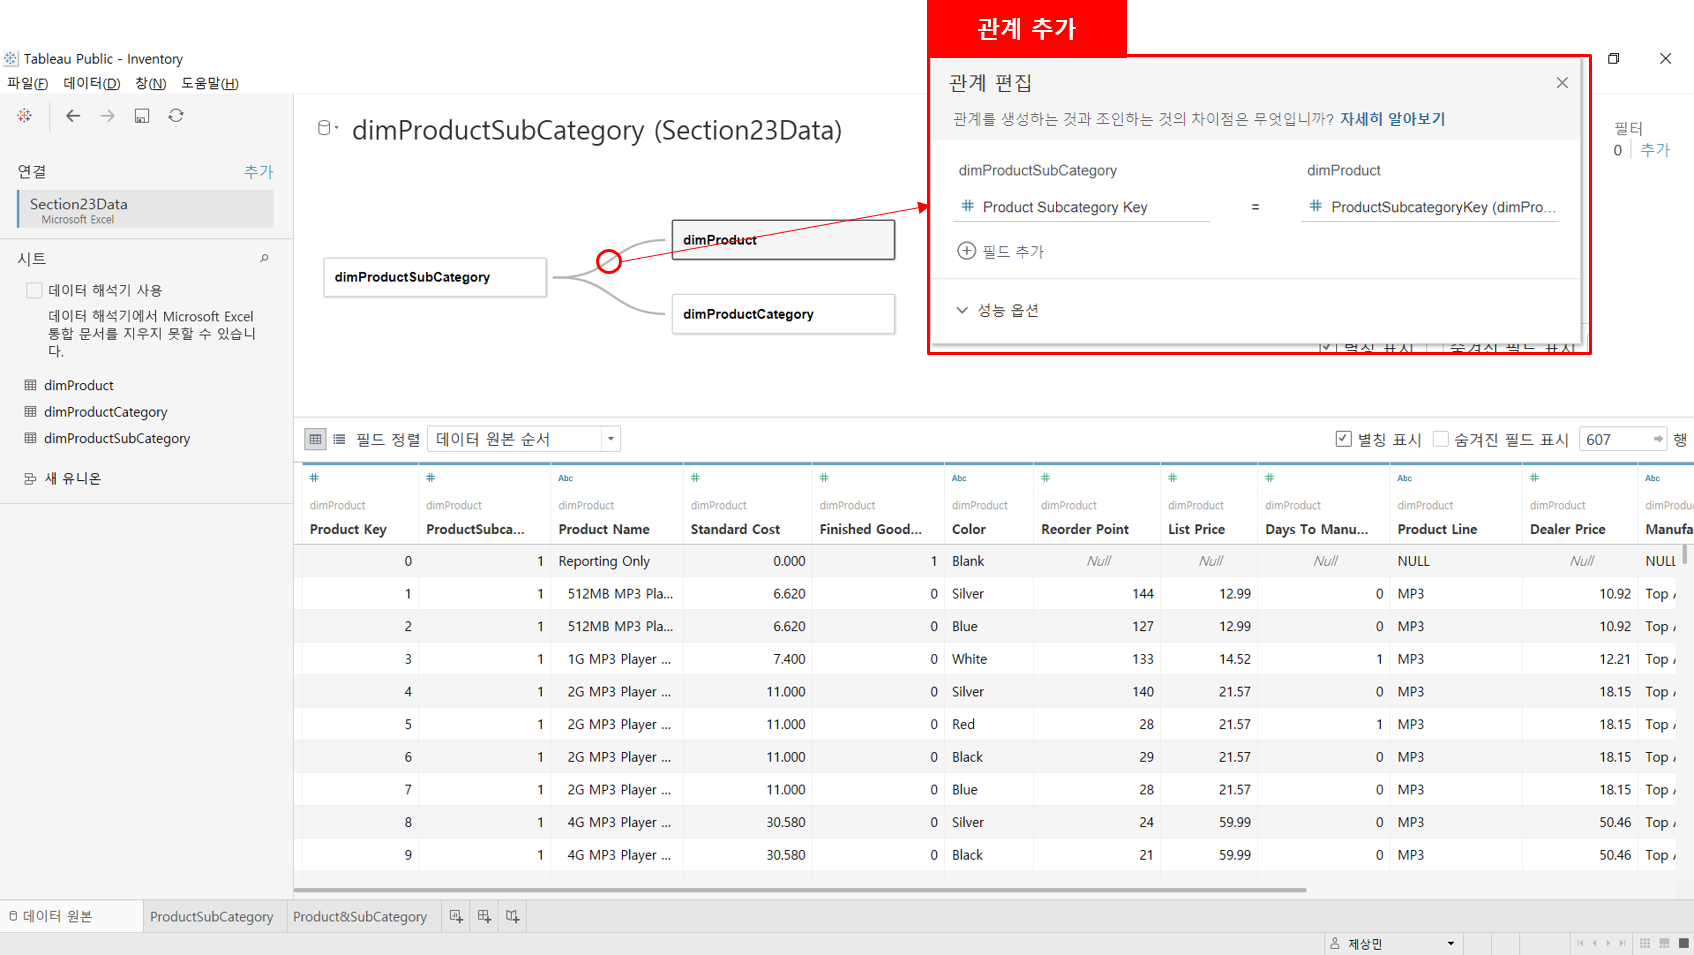 관계 추가
Tableau Public - Inventory
파일(F) 데이터(D) 창(N) 도움말(H)
관계 편집
관계를 생성하는 것과 조인하는 것의 차이점은 무엇입니까? 자세히 알아보기
dimProductSubCategory dimProduct
Product Subcategory Key = ProductSubcategoryKey (dimPro...
필드 추가
성능 옵션
별칭 표시 숨겨진 필드 표시
필터
0 추가
dimProductSubCategory (Section23Data)
연결 추가
Section23Data
Microsoft Excel
시트
데이터 해석기 사용
데이터 해석기에서 Microsoft Excel
통합 문서를 지우지 못할 수 있습니
다.
dimProduct
dimProductCategory
dimProductSubCategory
새 유니온
dimProductSubCategory
dimProduct
dimProductCategory
필드 정렬 데이터 원본 순서 별칭 표시 숨겨진 필드 표시 607 행
# # Abc # # Abc # # # Abc # Abc
dimProduct dimProduct dimProduct dimProduct dimProduct dimProduct dimProduct dimProduct dimProduct dimProduct dimProduct dimProdu
Product Key ProductSubca... Product Name Standard Cost Finished Good... Color Reorder Point List Price Days To Manu... Product Line Dealer Price Manufa
0 1 Reporting Only 0.000 1 Blank Null Null Null NULL Null NULL
1 1 512MB MP3 Pla... 6.620 0 Silver 144 12.99 0 MP3 10.92 Top
2 1 512MB MP3 Pla... 6.620 0 Blue 127 12.99 0 MP3 10.92 Top
3 1 1G MP3 Player ... 7.400 0 White 133 14.52 1 MP3 12.21 Top
4 1 2G MP3 Player ... 11.000 0 Silver 140 21.57 0 MP3 18.15 Top
5 1 2G MP3 Player ... 11.000 0 Red 28 21.57 1 MP3 18.15 Top
6 1 2G MP3 Player ... 11.000 0 Black 29 21.57 0 MP3 18.15 Top
7 1 2G MP3 Player ... 11.000 0 Blue 28 21.57 0 MP3 18.15 Top
8 1 4G MP3 Player ... 30.580 0 Silver 24 59.99 0 MP3 50.46 Top
9 1 4G MP3 Player ... 30.580 0 Black 21 59.99 0 MP3 50.46 Top
데이터 원본 ProductSubCategory Product&SubCategory
제상민